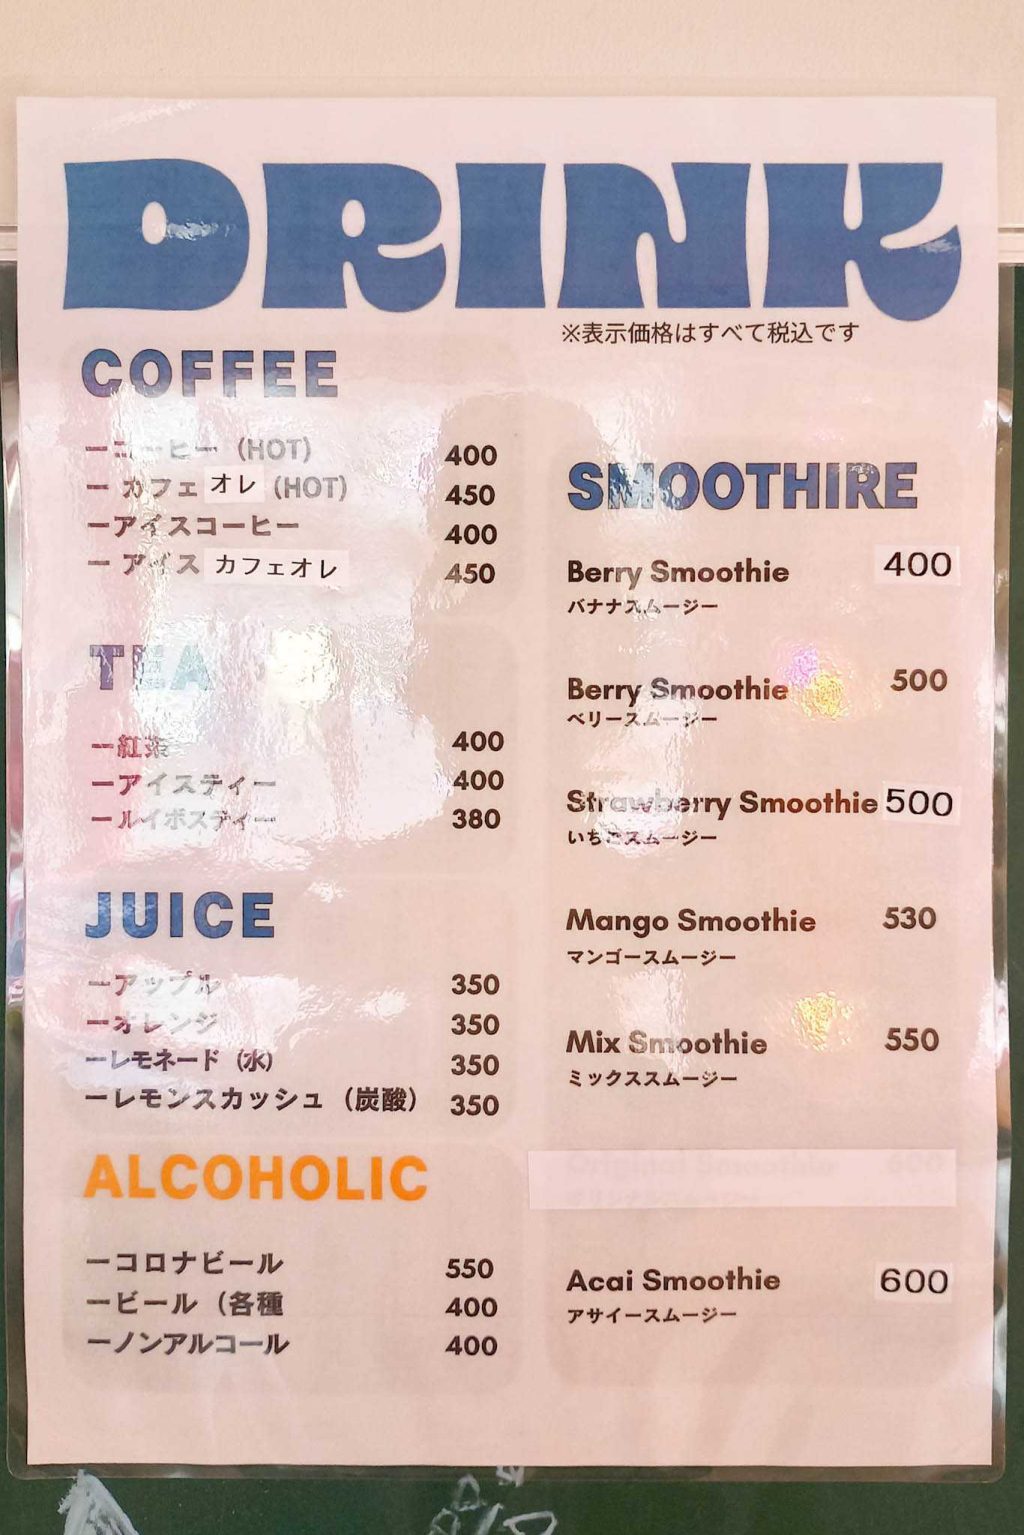 DRINK
※表示価格はすべて税込です
COFFEE
ーコーヒー (HOT) 400
ー カフェ オレ (HOT) 450
ーアイスコーヒー 400
ー アイス カフェオレ 450
TEA
ー紅茶 400
ーアイスティー 400
ールイボスティー 380
JUICE
ーアップル 350
ーオレンジ 350
ーレモネード (水) 350
ーレモンスカッシュ (炭酸) 350
ALCOHOLIC
ーコロナビール 550
ービール (各種 400
ーノンアルコール 400
SMOOTHIRE
Berry Smoothie 400
バナナスムージー
Berry Smoothie 500
ベリースムージー
Strawberry Smoothie 500
いちごスムージー
Mango Smoothie 530
マンゴースムージー
Mix Smoothie 550
ミックススムージー
Original Smoothie 600
Acai Smoothie 600
アサイースムージー